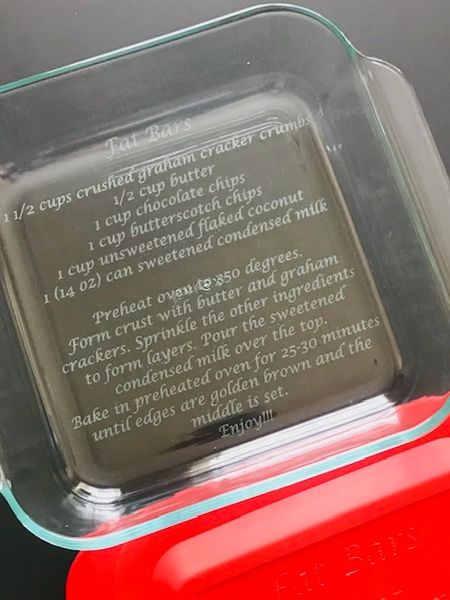 Fat Bars
1 1/2 cups crushed graham cracker crumbs
1/2 cup butter
1 cup chocolate chips
1 cup butterscotch chips
1 cup unsweetened flaked coconut
1 (14 oz) can sweetened condensed milk
Preheat oven to 350 degrees.
Form crust with butter and graham
crackers. Sprinkle the other ingredients
to form layers. Pour the sweetened
condensed milk over the top.
Bake in preheated oven for 25-30 minutes
until edges are golden brown and the
middle is set.
Enjoy!!!
Fat Bars